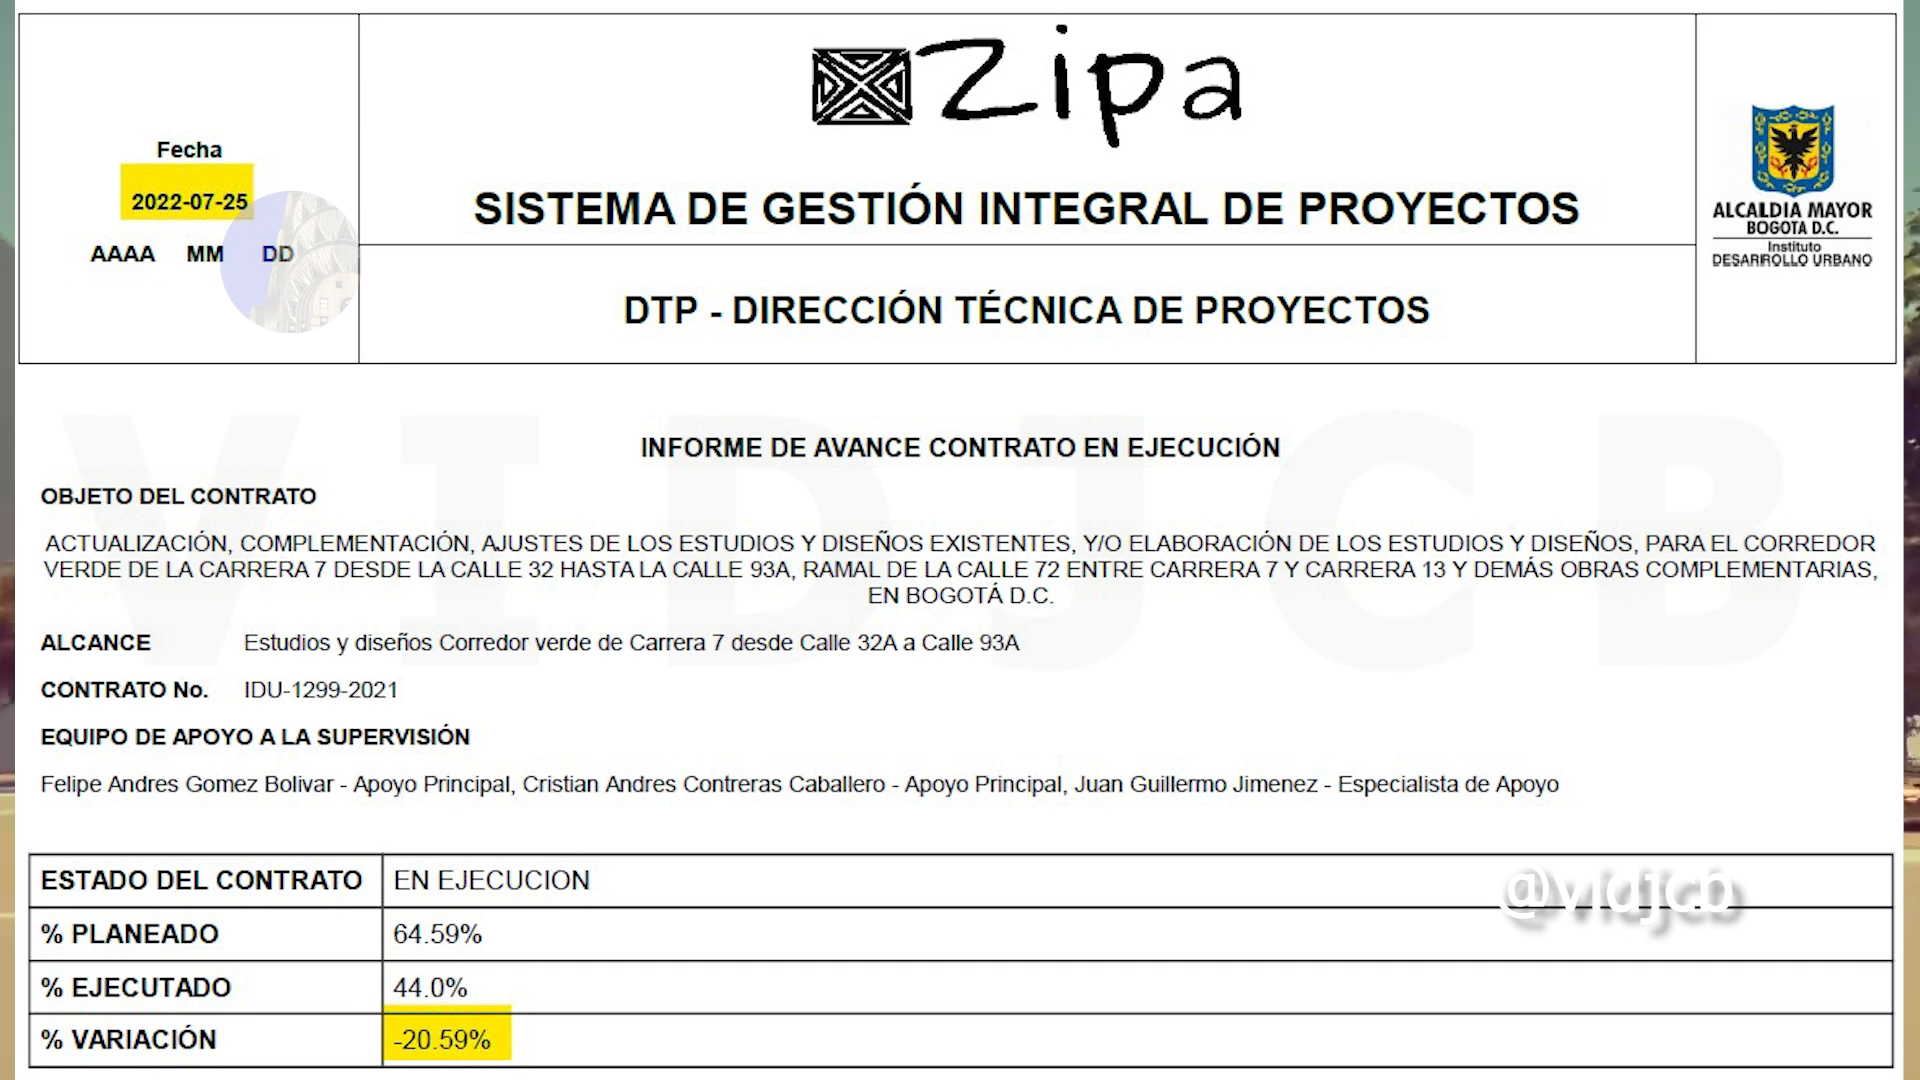 Zipa
Fecha
2022-07-25
AAAA MM DD
SISTEMA DE GESTIÓN INTEGRAL DE PROYECTOS
DTP - DIRECCIÓN TÉCNICA DE PROYECTOS
ALCALDIA MAYOR
BOGOTA D.C.
Instituto
DESARROLLO URBANO
VIDJCB
INFORME DE AVANCE CONTRATO EN EJECUCIÓN
OBJETO DEL CONTRATO
ACTUALIZACIÓN, COMPLEMENTACIÓN, AJUSTES DE LOS ESTUDIOS Y DISEÑOS EXISTENTES, Y/O ELABORACIÓN DE LOS ESTUDIOS Y DISEÑOS, PARA EL CORREDOR
VERDE DE LA CARRERA 7 DESDE LA CALLE 32 HASTA LA CALLE 93A, RAMAL DE LA CALLE 72 ENTRE CARRERA 7 Y CARRERA 13 Y DEMÁS OBRAS COMPLEMENTARIAS,
EN BOGOTÁ D.C.
ALCANCE Estudios y diseños Corredor verde de Carrera 7 desde Calle 32A a Calle 93A
CONTRATO No. IDU-1299-2021
EQUIPO DE APOYO A LA SUPERVISIÓN
Felipe Andres Gomez Bolivar - Apoyo Principal, Cristian Andres Contreras Caballero - Apoyo Principal, Juan Guillermo Jimenez - Especialista de Apoyo
ESTADO DEL CONTRATO EN EJECUCION
@vidjcb
% PLANEADO 64.59%
% EJECUTADO 44.0%
% VARIACIÓN -20.59%